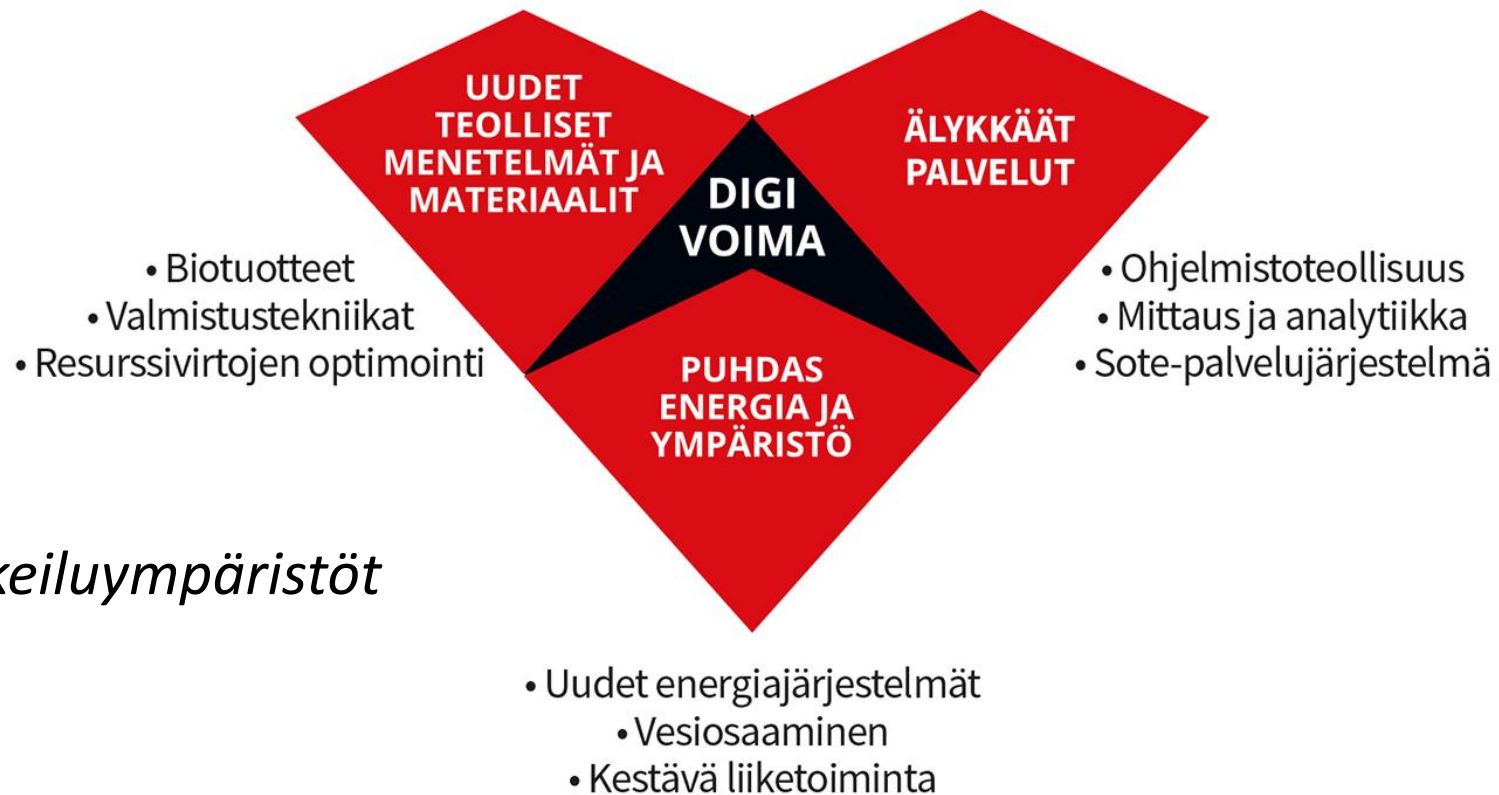 UUDET
TEOLLISET
MENETELMÄT JA
MATERIAALIT
ÄLYKKÄÄT
PALVELUT
DIGI
VOIMA
• Biotuotteet
• Valmistustekniikat
• Resurssivirtojen optimointi
• Ohjelmistoteollisuus
• Mittaus ja analytiikka
• Sote-palvelujärjestelmä
PUHDAS
ENERGIA JA
YMPÄRISTÖ
keiluympäristöt
• Uudet energiajärjestelmät
• Vesiosaaminen
• Kestävä liiketoiminta